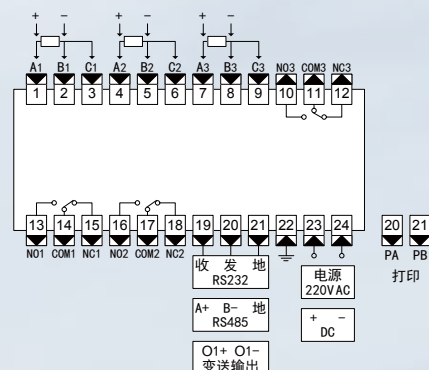 + − + − + −
A1 B1 C1 A2 B2 C2 A3 B3 C3 NO3 COM3 NC3
1 2 3 4 5 6 7 8 9 10 11 12
13 14 15 16 17 18 19 20 21 22 23 24 20 21
NO1 COM1 NC1 NO2 COM2 NC2 PA PB
收 发 地
RS232
电源
220VAC
打印
A+ B− 地
RS485
+ −
DC
O1+ O1−
变送输出